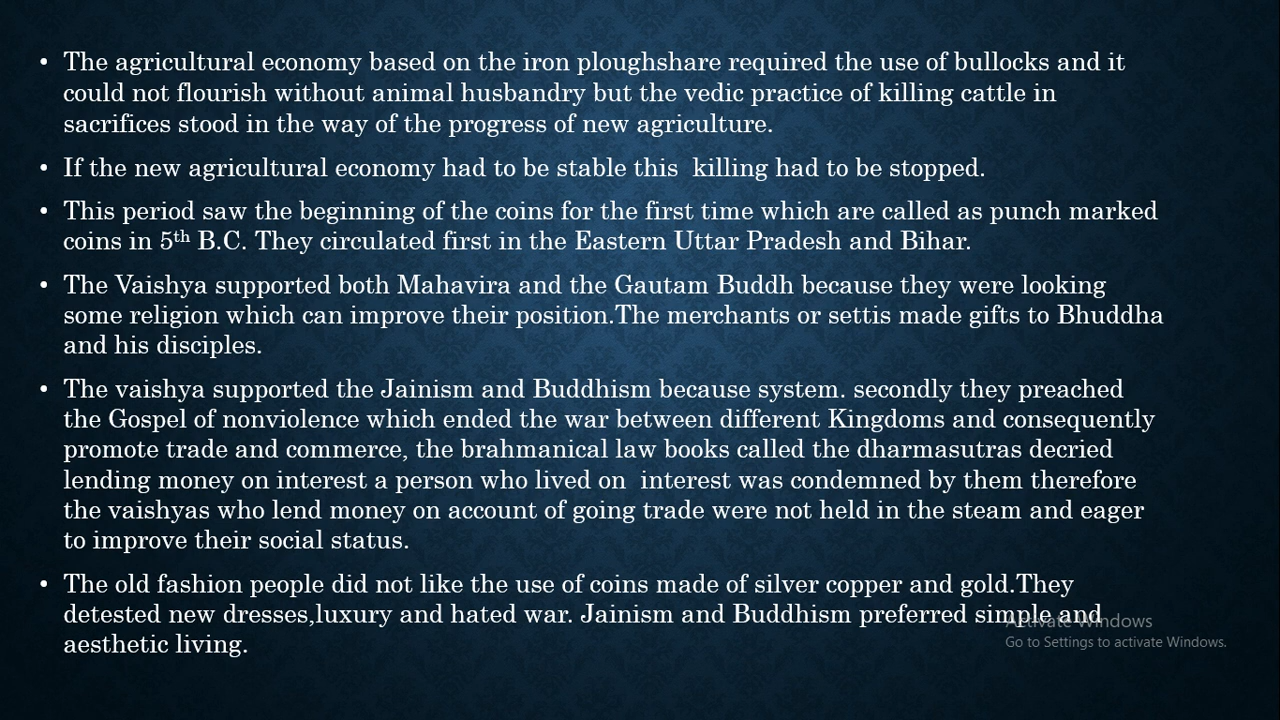 • The agricultural economy based on the iron ploughshare required the use of bullocks and it
could not flourish without animal husbandry but the vedic practice of killing cattle in
sacrifices stood in the way of the progress of new agriculture.
• If the new agricultural economy had to be stable this  killing had to be stopped.
• This period saw the beginning of the coins for the first time which are called as punch marked
coins in 5th B.C. They circulated first in the Eastern Uttar Pradesh and Bihar.
• The Vaishya supported both Mahavira and the Gautam Buddh because they were looking
some religion which can improve their position.The merchants or settis made gifts to Bhuddha
and his disciples.
• The vaishya supported the Jainism and Buddhism because system. secondly they preached
the Gospel of nonviolence which ended the war between different Kingdoms and consequently
promote trade and commerce, the brahmanical law books called the dharmasutras decried
lending money on interest a person who lived on  interest was condemned by them therefore
the vaishyas who lend money on account of going trade were not held in the steam and eager
to improve their social status.
• The old fashion people did not like the use of coins made of silver copper and gold.They
detested new dresses,luxury and hated war. Jainism and Buddhism preferred simple and
aesthetic living.
Activate Windows
Go to Settings to activate Windows.